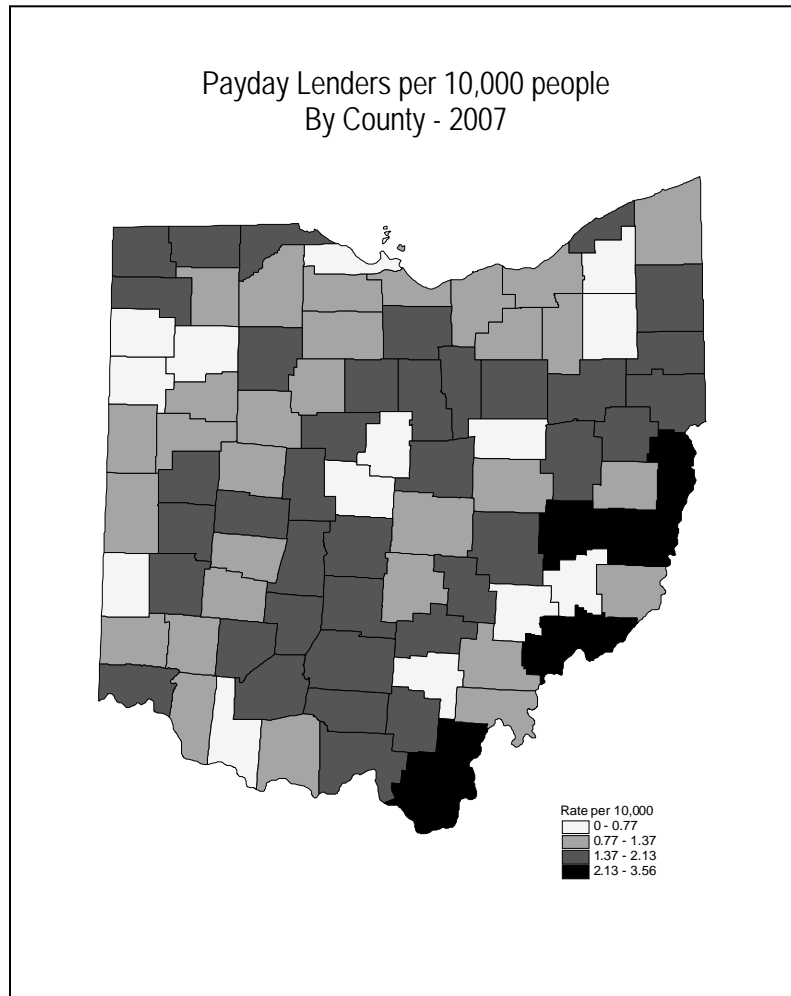 Payday Lenders per 10,000 people
By County - 2007
Rate per 10,000
0 - 0.77
0.77 - 1.37
1.37 - 2.13
2.13 - 3.56